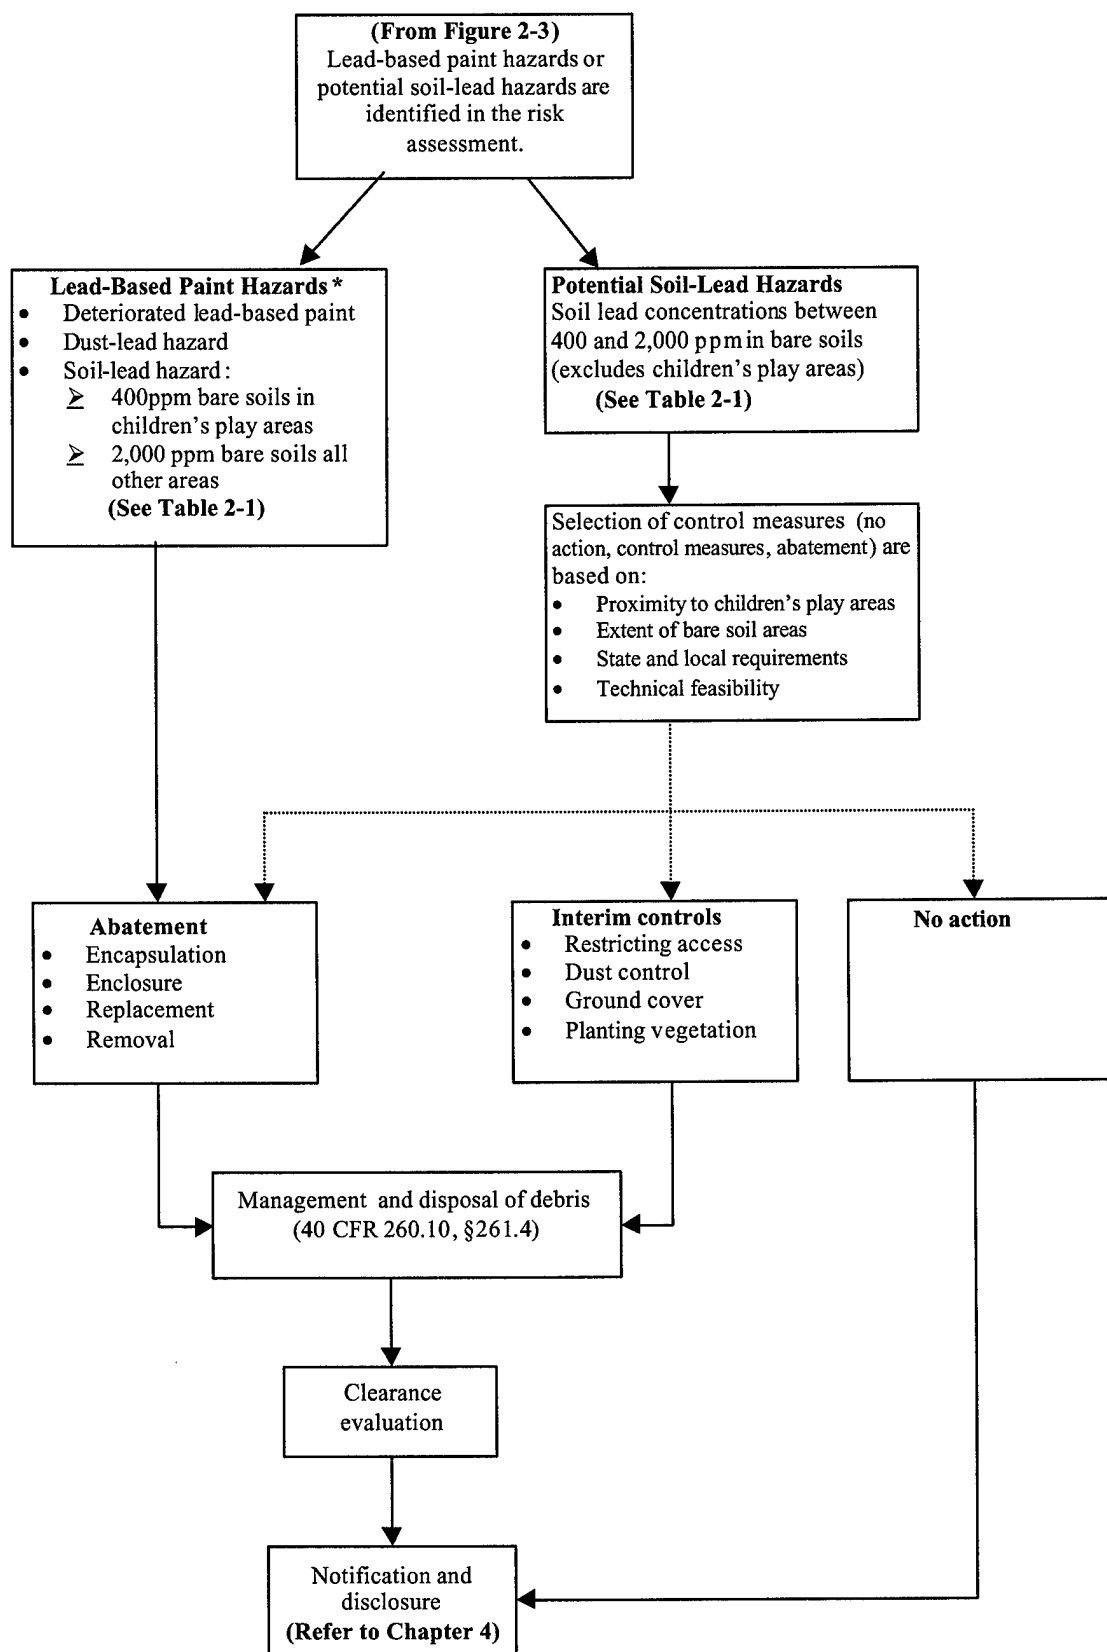 (From Figure 2-3)
Lead-based paint hazards or
potential soil-lead hazards are
identified in the risk
assessment.
Lead-Based Paint Hazards *
• Deteriorated lead-based paint
• Dust-lead hazard
• Soil-lead hazard:
≥ 400ppm bare soils in
children's play areas
≥ 2,000 ppm bare soils all
other areas
(See Table 2-1)
Potential Soil-Lead Hazards
Soil lead concentrations between
400 and 2,000 ppm in bare soils
(excludes children's play areas)
(See Table 2-1)
Selection of control measures (no
action, control measures, abatement) are
based on:
• Proximity to children's play areas
• Extent of bare soil areas
• State and local requirements
• Technical feasibility
Abatement
• Encapsulation
• Enclosure
• Replacement
• Removal
Interim controls
• Restricting access
• Dust control
• Ground cover
• Planting vegetation
No action
Management and disposal of debris
(40 CFR 260.10, §261.4)
Clearance
evaluation
Notification and
disclosure
(Refer to Chapter 4)